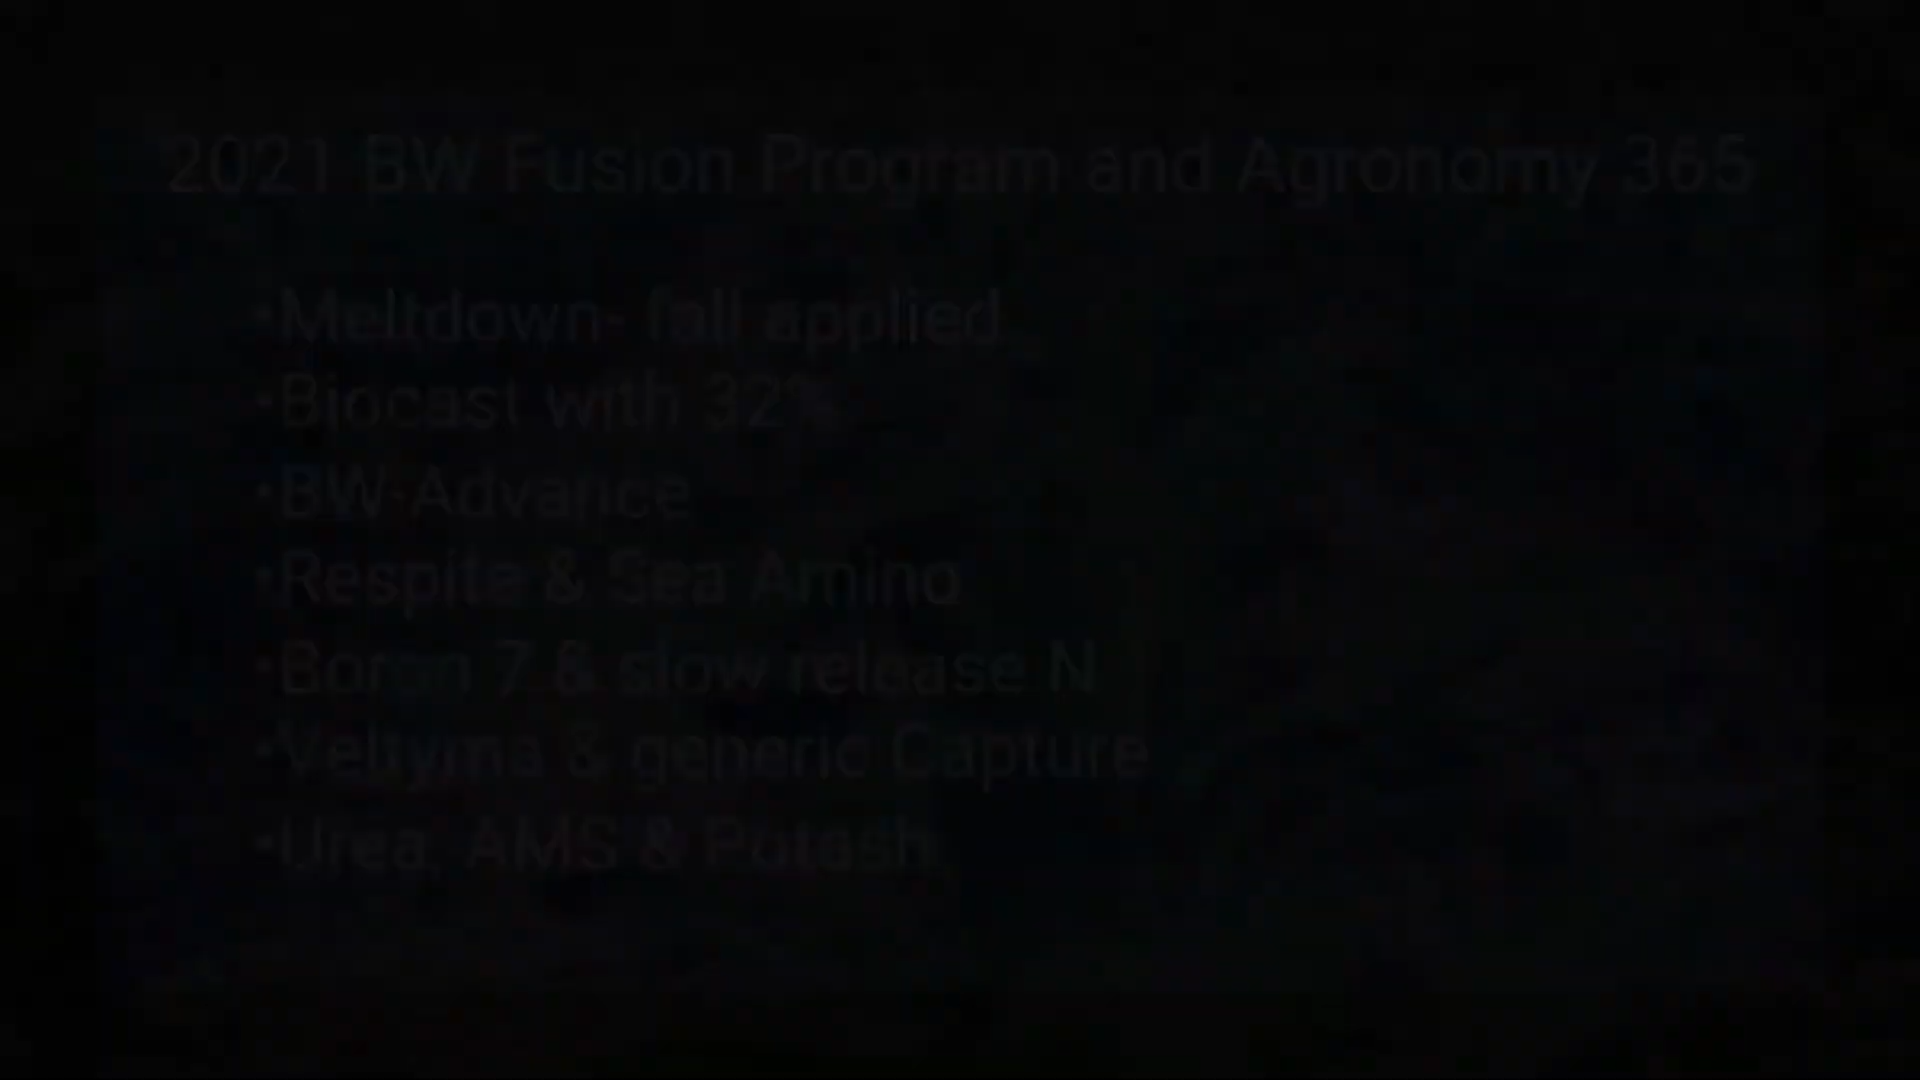 2021 BW Fusion Program and Agronomy 365
•Meltdown- fall applied
•Biocast with 32%
•BW-Advance
•Respite & Sea Amino
•Boron 7 & slow release N
•Veltyma & generic Capture
•Urea, AMS & Potash